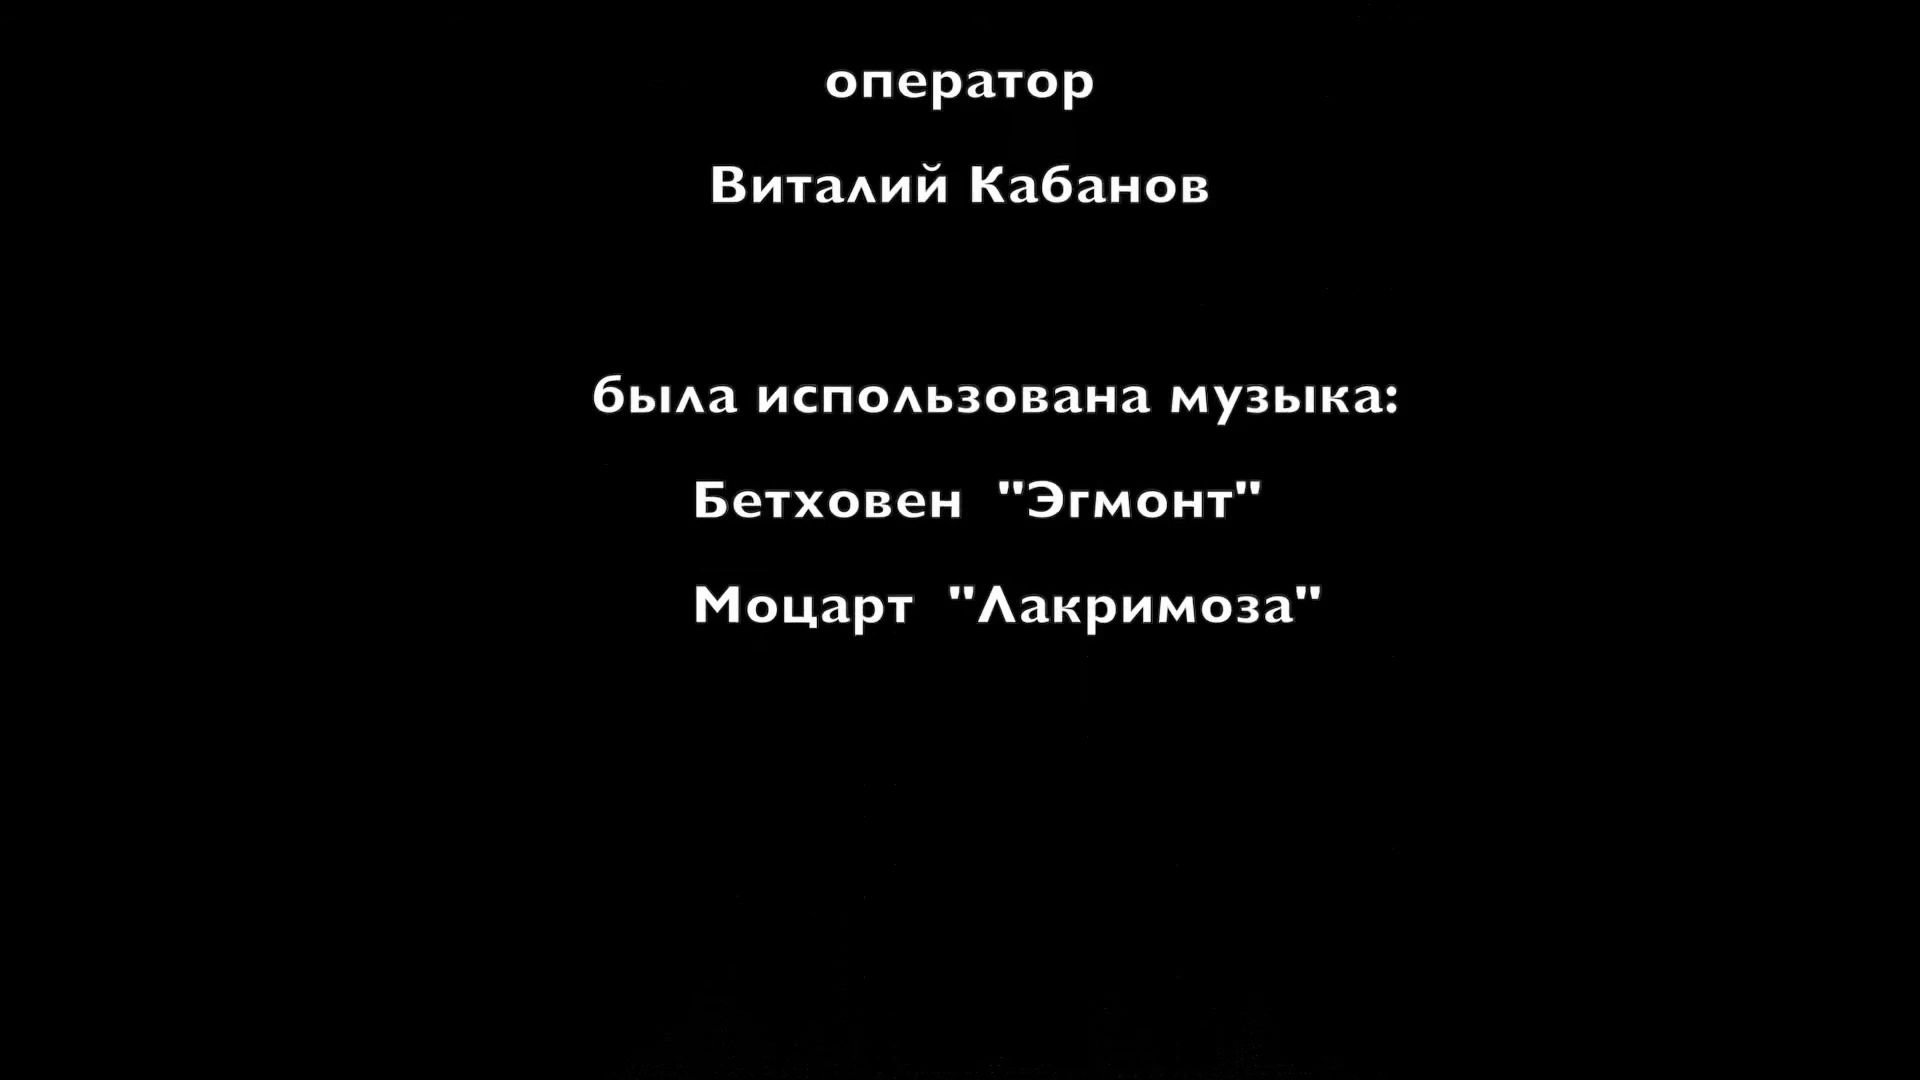 оператор
Виталий Кабанов
была использована музыка:
Бетховен "Эгмонт"
Моцарт "Лакримоза"